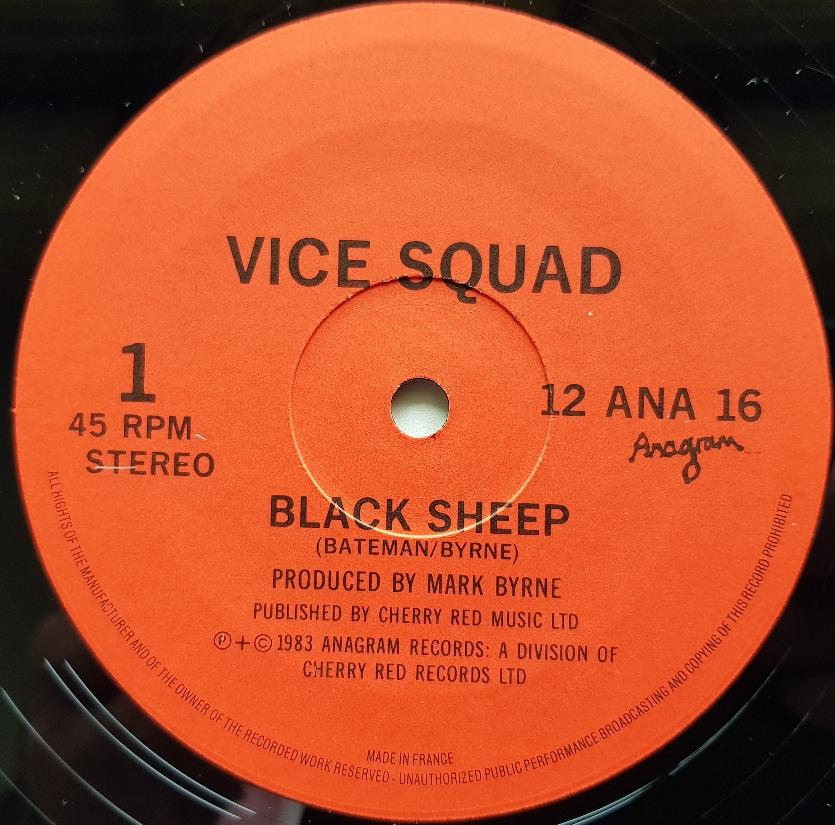 VICE SQUAD
1
45 RPM
STEREO
12 ANA 16
Anagram
BLACK SHEEP
(BATEMAN/BYRNE)
PRODUCED BY MARK BYRNE
PUBLISHED BY CHERRY RED MUSIC LTD
℗+© 1983 ANAGRAM RECORDS: A DIVISION OF
CHERRY RED RECORDS LTD
MADE IN FRANCE
ALL HIGHTS OF THE MANUFACTURER AND OF THE OWNER OF THE RECORDED WORK RESERVED - UNAUTHORIZED PUBLIC PERFORMANCE BROADCASTING AND COPYING OF THIS RECORD PROHIBITED